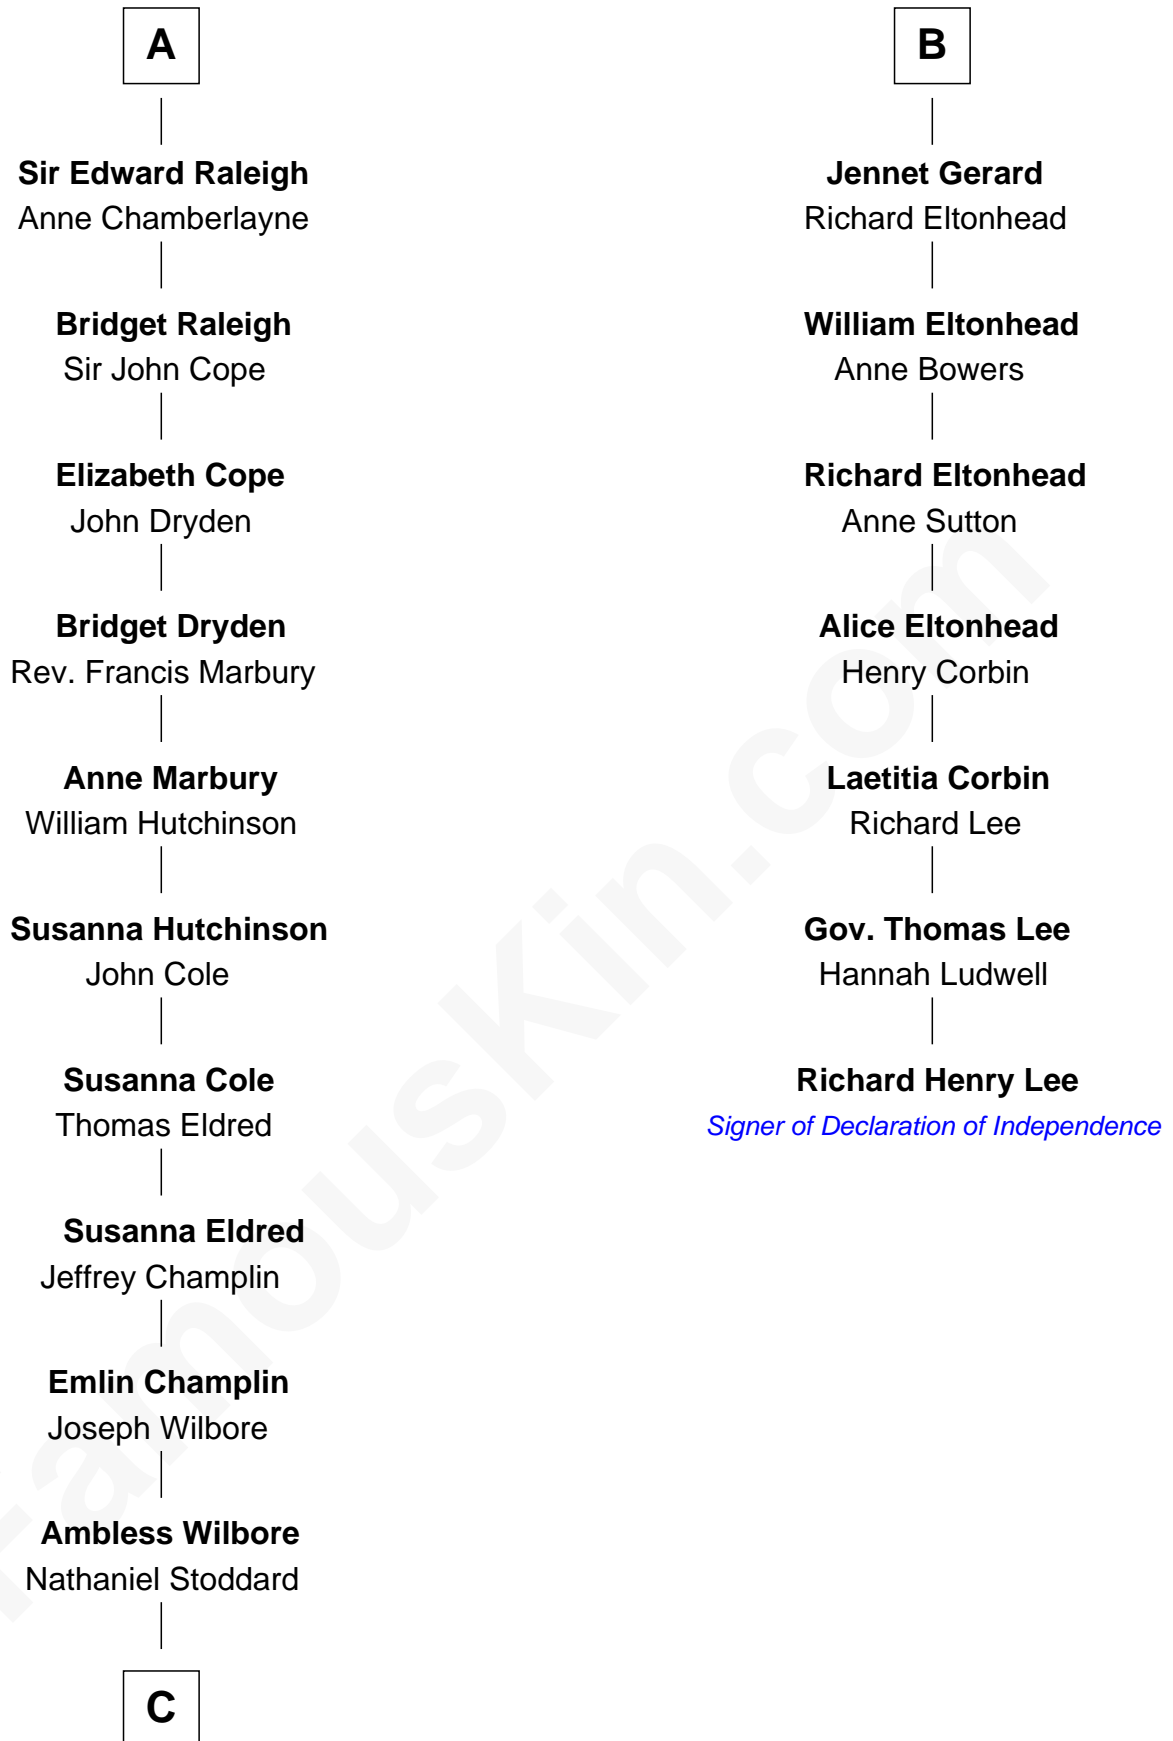 A
Sir Edward Raleigh
Anne Chamberlayne
Bridget Raleigh
Sir John Cope
Elizabeth Cope
John Dryden
Bridget Dryden
Rev. Francis Marbury
Anne Marbury
William Hutchinson
Susanna Hutchinson
John Cole
Susanna Cole
Thomas Eldred
Susanna Eldred
Jeffrey Champlin
Emlin Champlin
Joseph Wilbore
Ambless Wilbore
Nathaniel Stoddard
C
B
Jennet Gerard
Richard Eltonhead
William Eltonhead
Anne Bowers
Richard Eltonhead
Anne Sutton
Alice Eltonhead
Henry Corbin
Laetitia Corbin
Richard Lee
Gov. Thomas Lee
Hannah Ludwell
Richard Henry Lee
Signer of Declaration of Independence
FamousKin.com